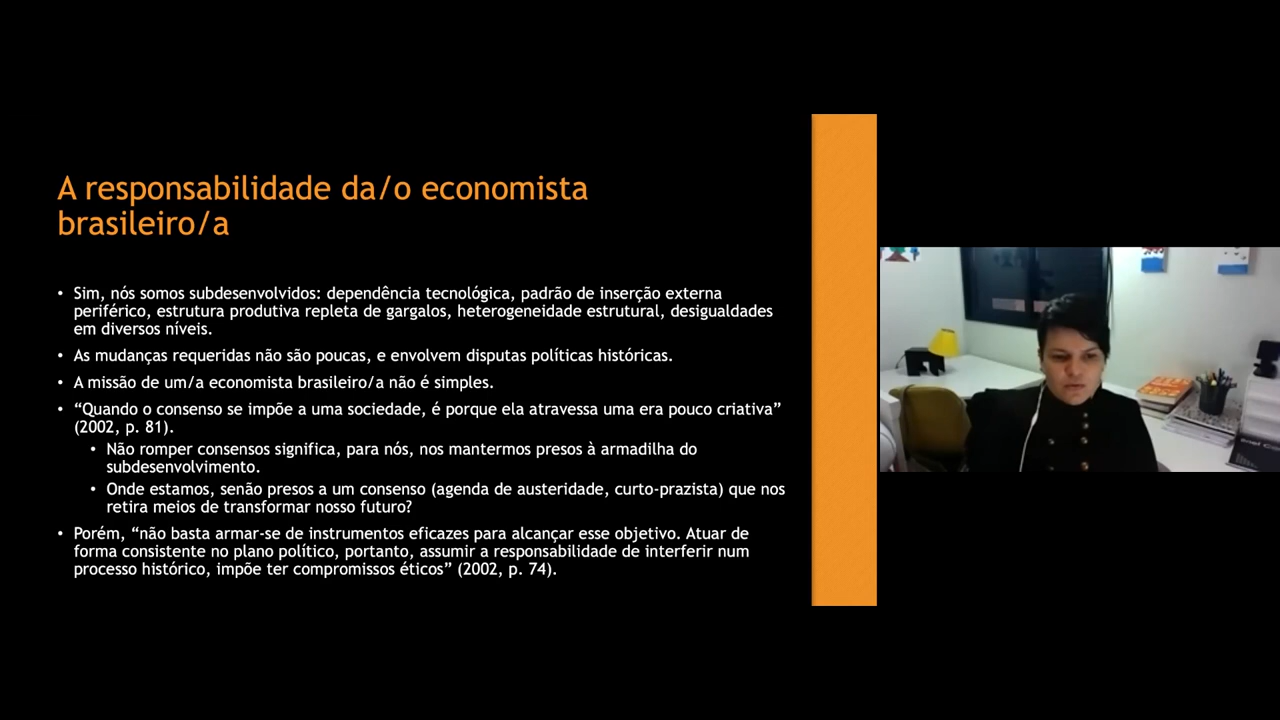 A responsabilidade da/o economista
brasileiro/a
• Sim, nós somos subdesenvolvidos: dependência tecnológica, padrão de inserção externa
periférico, estrutura produtiva repleta de gargalos, heterogeneidade estrutural, desigualdades
em diversos níveis.
• As mudanças requeridas não são poucas, e envolvem disputas políticas históricas.
• A missão de um/a economista brasileiro/a não é simples.
• “Quando o consenso se impõe a uma sociedade, é porque ela atravessa uma era pouco criativa”
(2002, p. 81).
• Não romper consensos significa, para nós, nos mantermos presos à armadilha do
subdesenvolvimento.
• Onde estamos, senão presos a um consenso (agenda de austeridade, curto-prazista) que nos
retira meios de transformar nosso futuro?
• Porém, “não basta armar-se de instrumentos eficazes para alcançar esse objetivo. Atuar de
forma consistente no plano político, portanto, assumir a responsabilidade de interferir num
processo histórico, impõe ter compromissos éticos” (2002, p. 74).